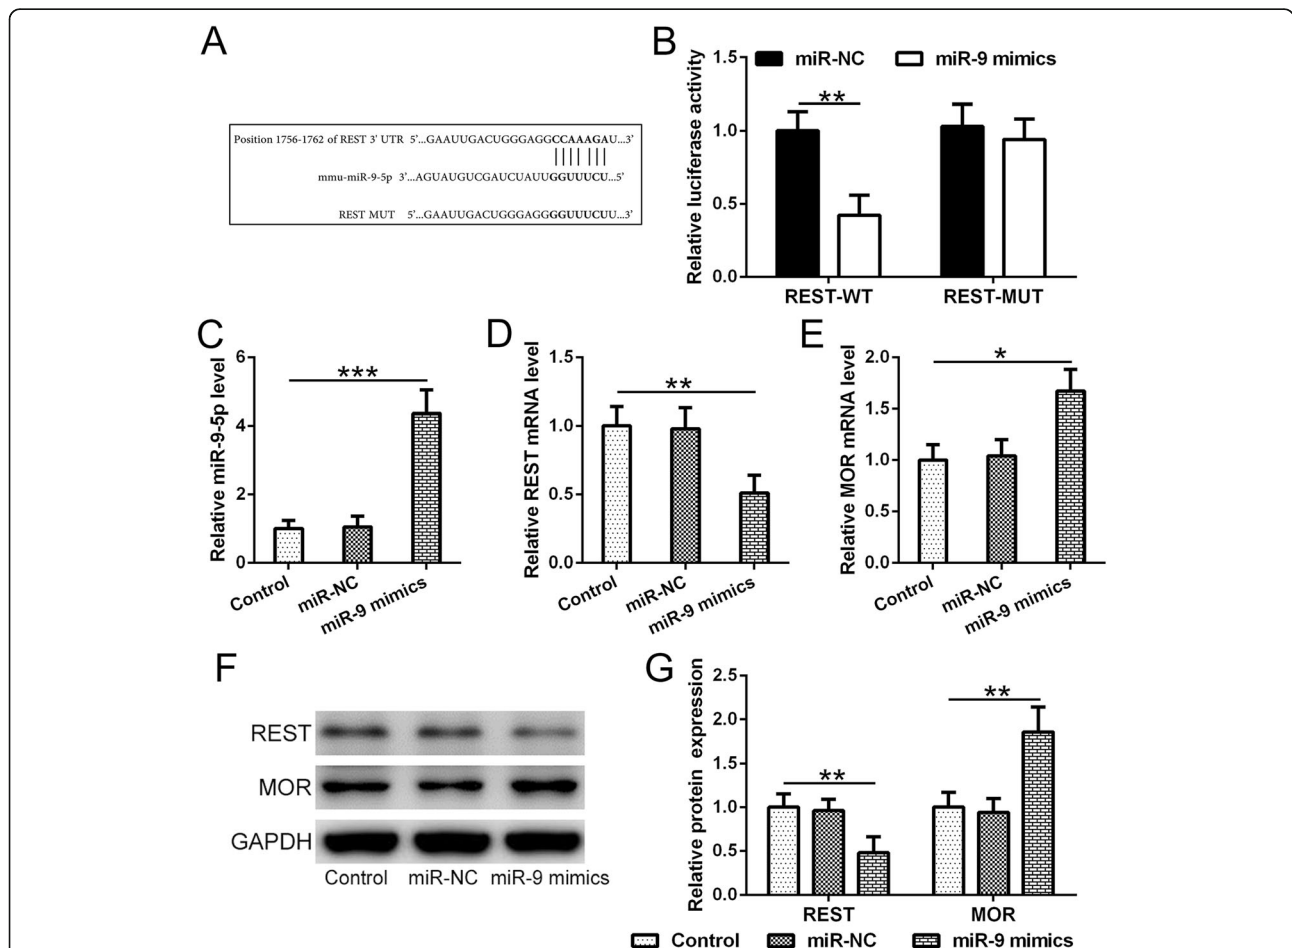 A
Position 1756-1762 of REST 3' UTR 5'...GAAUUGACUGGGAGGCCAAAGAU...3'
mmu-miR-9-5p 3'...AGUAUGUCGAUCUAUUGGUUUCU...5'
REST MUT 5'...GAAUUGACUGGGAGGGGUUUCUU...3'
B
miR-NC miR-9 mimics
Relative luciferase activity
1.5
1.0
0.5
0.0
**
REST-WT REST-MUT
C
Relative miR-9-5p level
6
4
2
0
***
Control miR-NC miR-9 mimics
D
Relative REST mRNA level
1.5
1.0
0.5
0.0
**
Control miR-NC miR-9 mimics
E
Relative MOR mRNA level
2.0
1.5
1.0
0.5
0.0
*
Control miR-NC miR-9 mimics
F
REST
MOR
GAPDH
Control miR-NC miR-9 mimics
G
Relative protein expression
2.5
2.0
1.5
1.0
0.5
0.0
**
**
REST MOR
Control miR-NC miR-9 mimics